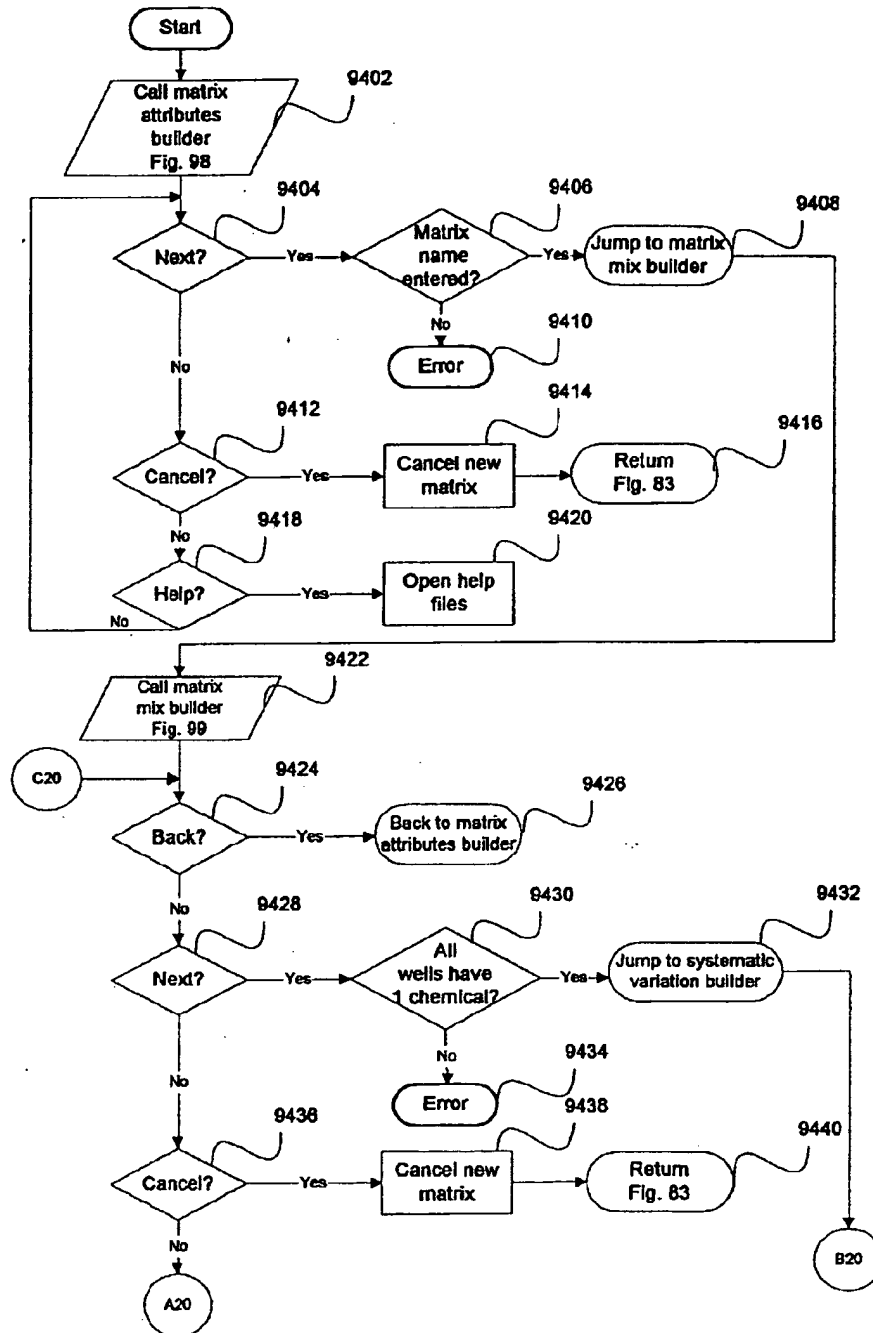 Start
Call matrix
attributes
builder
Fig. 98
9402
9404
Next?
Yes
9406
Matrix
name
entered?
Yes
9408
Jump to matrix
mix builder
No
9410
Error
No
9412
Cancel?
Yes
9414
Cancel new
matrix
9416
Return
Fig. 83
No
9418
Help?
Yes
9420
Open help
files
No
9422
Call matrix
mix builder
Fig. 99
C20
9424
Back?
Yes
9426
Back to matrix
attributes builder
No
9428
Next?
Yes
9430
All
wells have
1 chemical?
Yes
9432
Jump to systematic
variation builder
No
9434
Error
No
9436
Cancel?
Yes
9438
Cancel new
matrix
9440
Return
Fig. 83
No
A20
B20